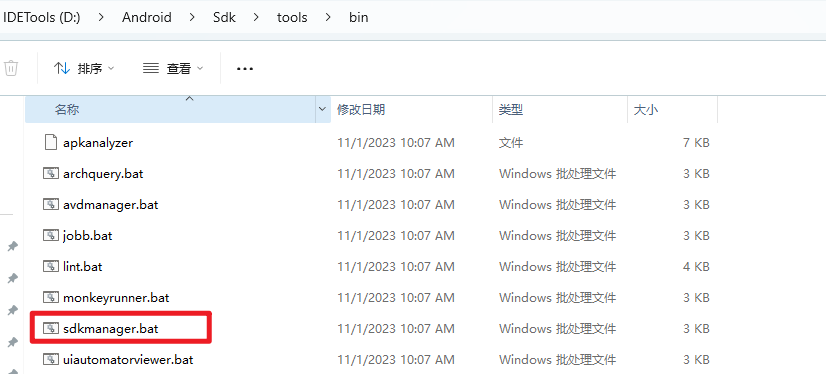 IDETools (D:) > Android > Sdk > tools > bin
排序 查看 •••
名称 修改日期 类型 大小
apkanalyzer 11/1/2023 10:07 AM 文件 7 KB
archquery.bat 11/1/2023 10:07 AM Windows 批处理文件 3 KB
avdmanager.bat 11/1/2023 10:07 AM Windows 批处理文件 3 KB
jobb.bat 11/1/2023 10:07 AM Windows 批处理文件 3 KB
lint.bat 11/1/2023 10:07 AM Windows 批处理文件 4 KB
monkeyrunner.bat 11/1/2023 10:07 AM Windows 批处理文件 3 KB
sdkmanager.bat 11/1/2023 10:07 AM Windows 批处理文件 3 KB
uiautomatorviewer.bat 11/1/2023 10:07 AM Windows 批处理文件 3 KB